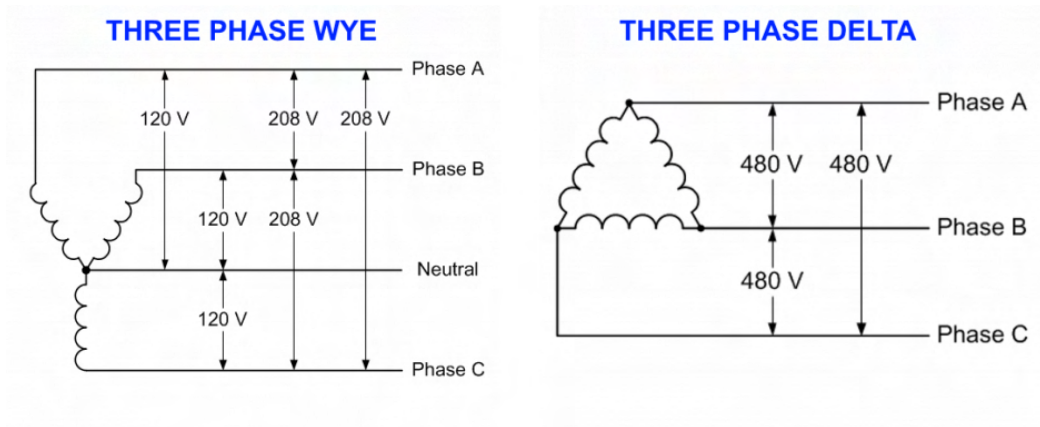 THREE PHASE WYE
Phase A
120 V
208 V
208 V
Phase B
120 V
208 V
Neutral
120 V
Phase C
THREE PHASE DELTA
Phase A
480 V
480 V
Phase B
480 V
Phase C